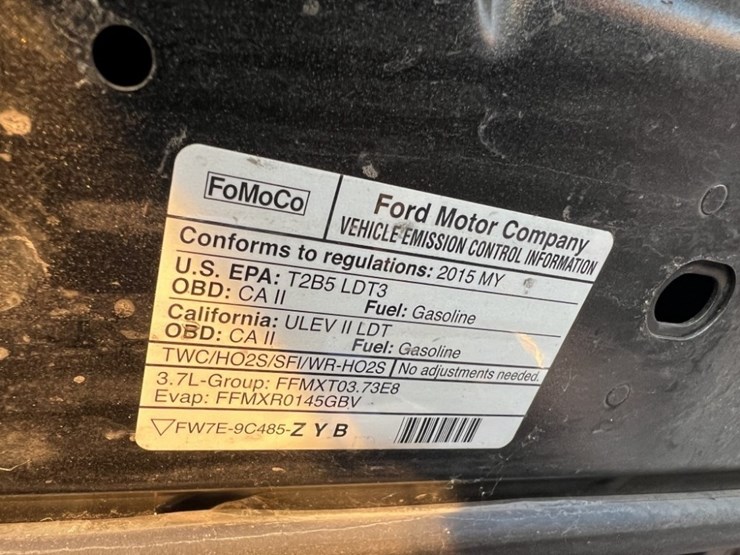 FoMoCo
Ford Motor Company
VEHICLE EMISSION CONTROL INFORMATION
Conforms to regulations: 2015 MY
U.S. EPA: T2B5 LDT3
OBD: CA II Fuel: Gasoline
California: ULEV II LDT
OBD: CA II Fuel: Gasoline
TWC/HO2S/SFI/WR-HO2S No adjustments needed.
3.7L-Group: FFMXT03.73E8
Evap: FFMXR0145GBV
FW7E-9C485-Z Y B